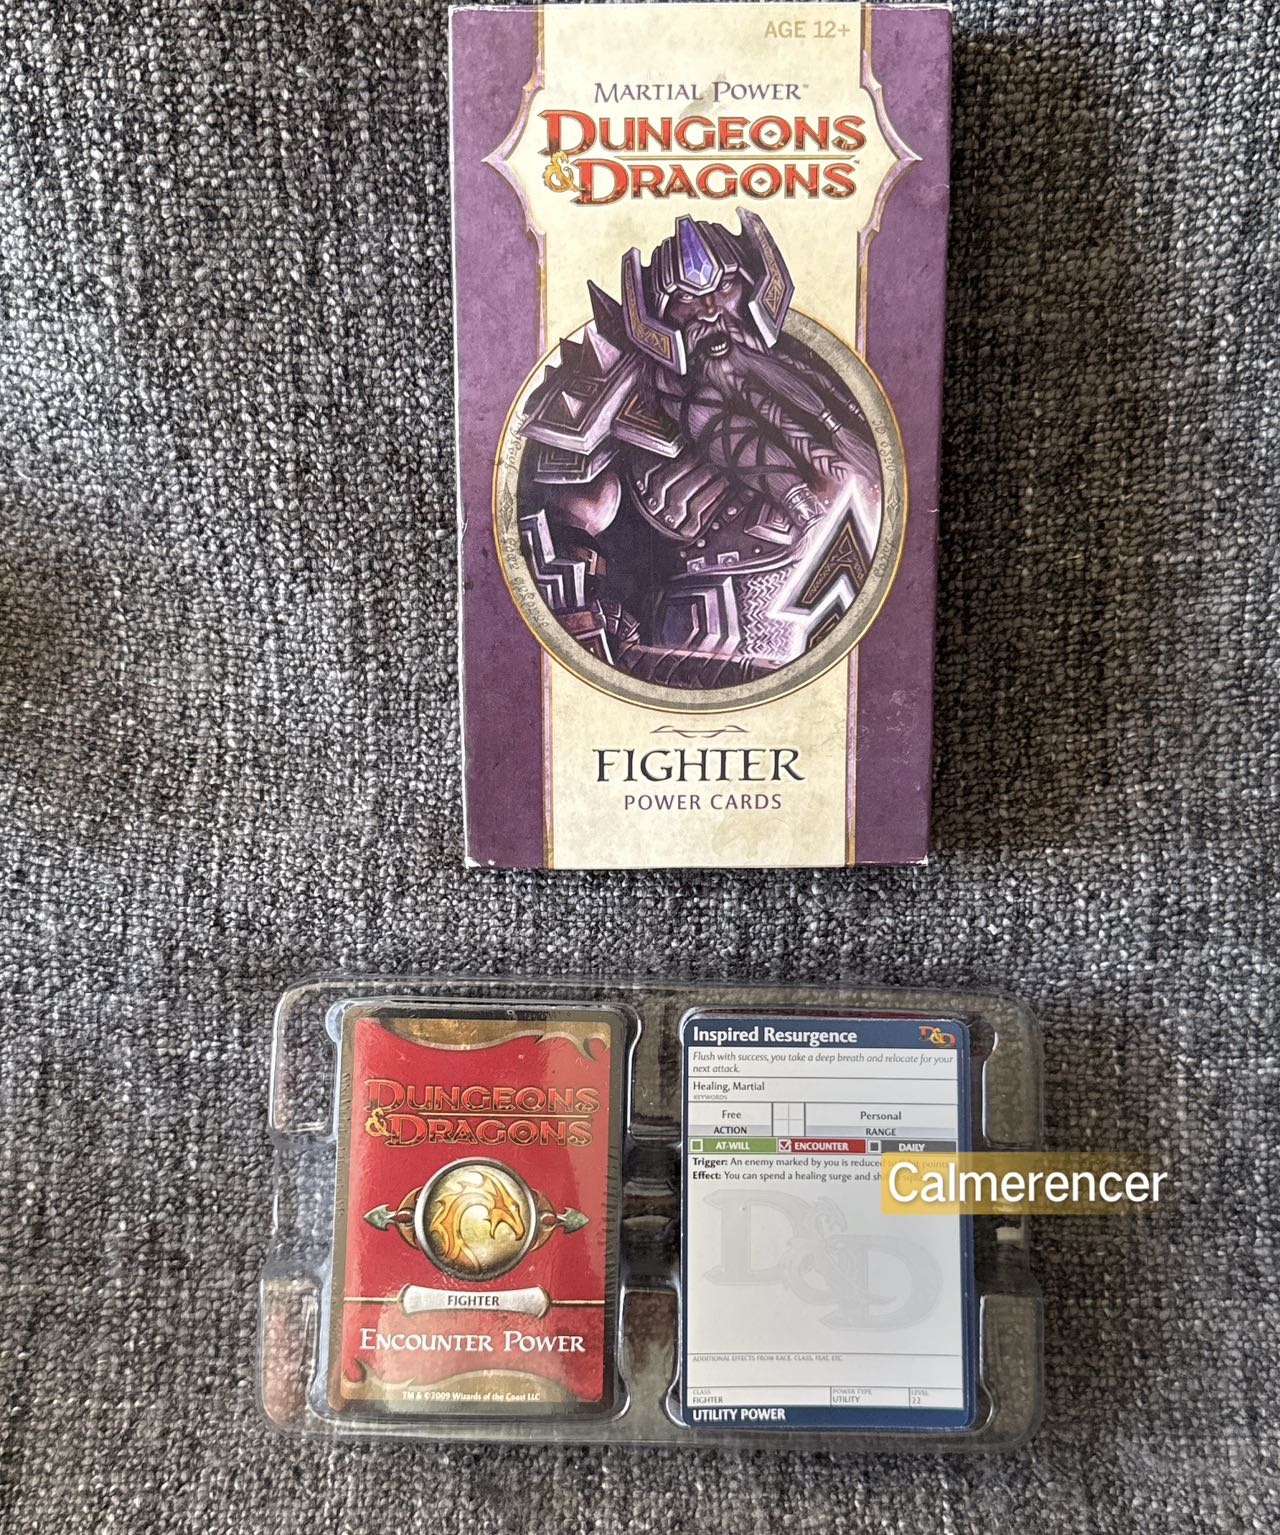 AGE 12+
MARTIAL POWER™
DUNGEONS
& DRAGONS™
FIGHTER
POWER CARDS
DUNGEONS
& DRAGONS
FIGHTER
ENCOUNTER POWER
TM & ©2009 Wizards of the Coast LLC
Inspired Resurgence
D&D
Flush with success, you take a deep breath and relocate for your
next attack.
Healing, Martial
KEYWORDS
Free
Personal
ACTION
RANGE
AT-WILL
ENCOUNTER
DAILY
Trigger: An enemy marked by you is reduced
Effect: You can spend a healing surge and
Calmerencer
D&D
ADDITIONAL EFFECTS FROM RACE, CLASS, FEAT, ETC.
CLASS
POWER TYPE
LEVEL
FIGHTER
UTILITY
22
UTILITY POWER